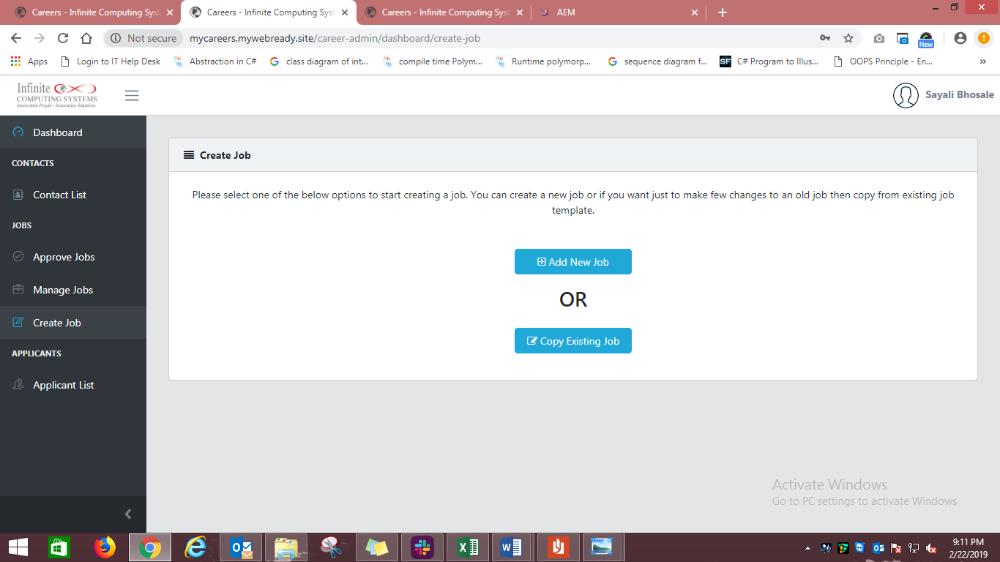 Careers - Infinite Computing Syst
Careers - Infinite Computing Syst
Careers - Infinite Computing Syst
AEM
Not secure
mycareers.mywebready.site/career-admin/dashboard/create-job
New
Apps
Login to IT Help Desk
Abstraction in C#
class diagram of int...
compile time Polym...
Runtime polymorp...
sequence diagram f...
SF
C# Program to Illus...
OOPS Principle - En...
»
Infinite
COMPUTING SYSTEMS
Innovative People • Innovative Solutions
Sayali Bhosale
Dashboard
CONTACTS
Contact List
JOBS
Approve Jobs
Manage Jobs
Create Job
APPLICANTS
Applicant List
Create Job
Please select one of the below options to start creating a job. You can create a new job or if you want just to make few changes to an old job then copy from existing job
template.
Add New Job
OR
Copy Existing Job
Activate Windows
Go to PC settings to activate Windows.
9:11 PM
2/22/2019